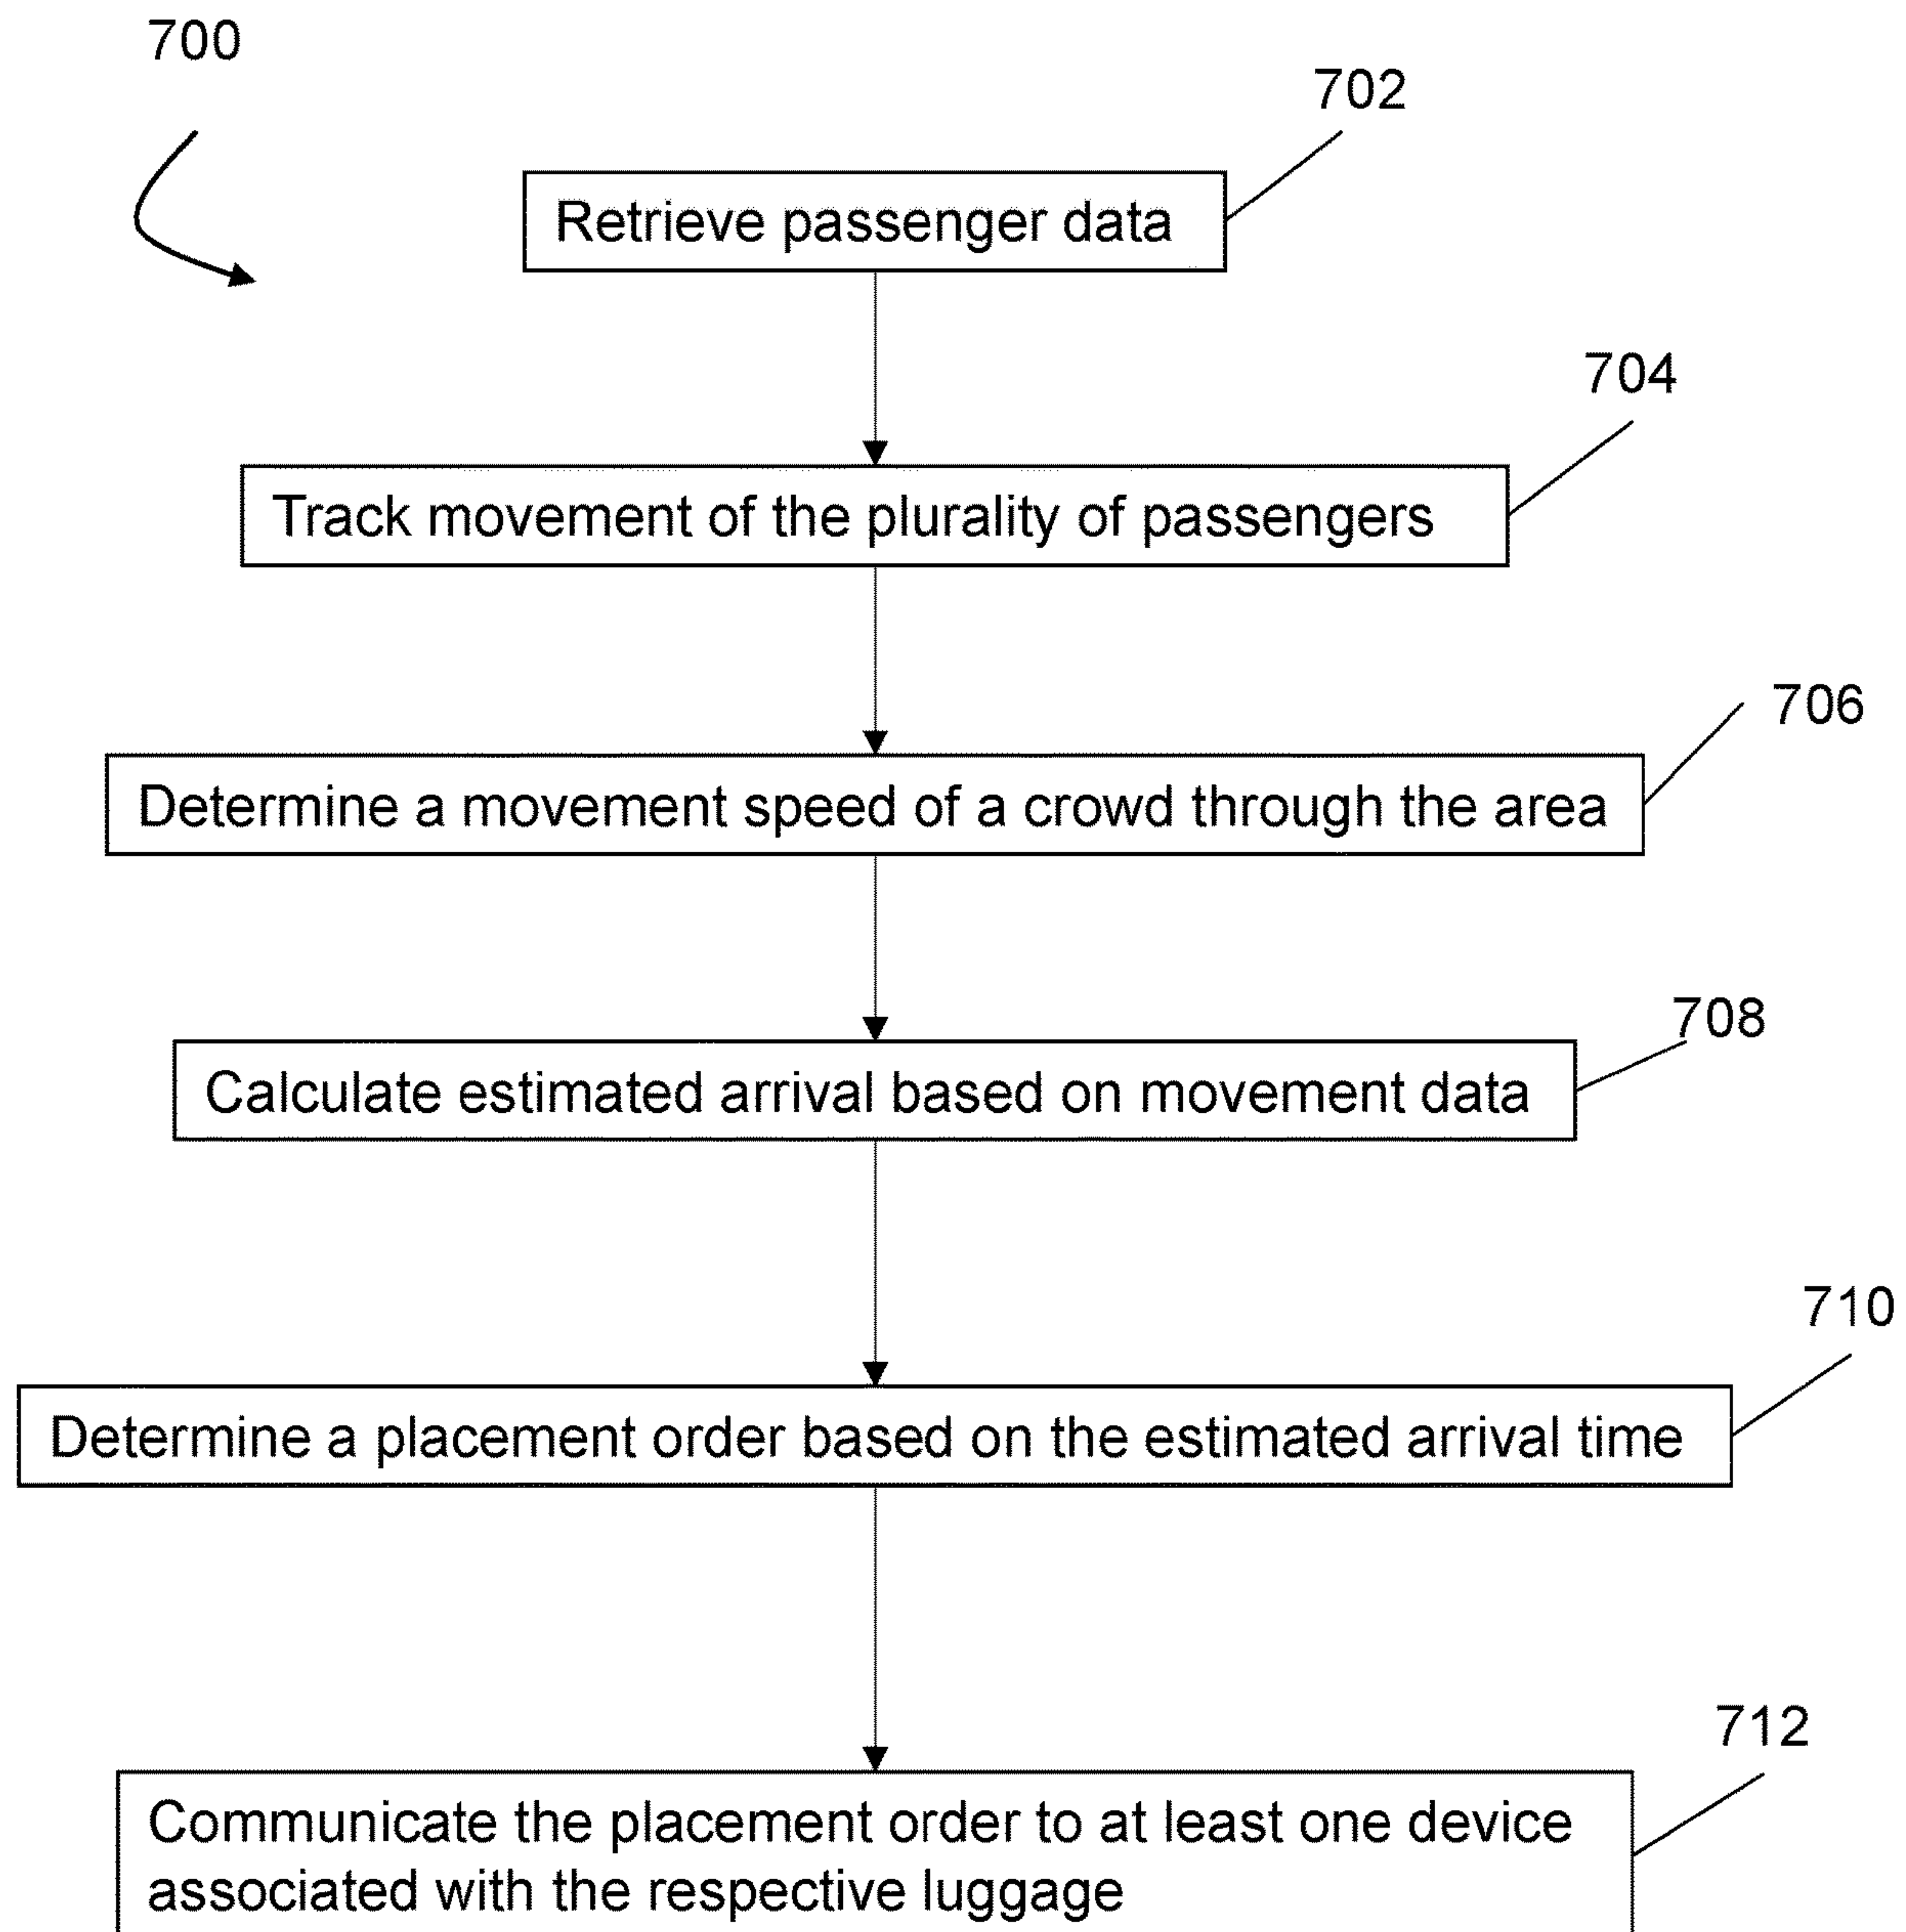 700
702
Retrieve passenger data
704
Track movement of the plurality of passengers
706
Determine a movement speed of a crowd through the area
708
Calculate estimated arrival based on movement data
710
Determine a placement order based on the estimated arrival time
712
Communicate the placement order to at least one device
associated with the respective luggage